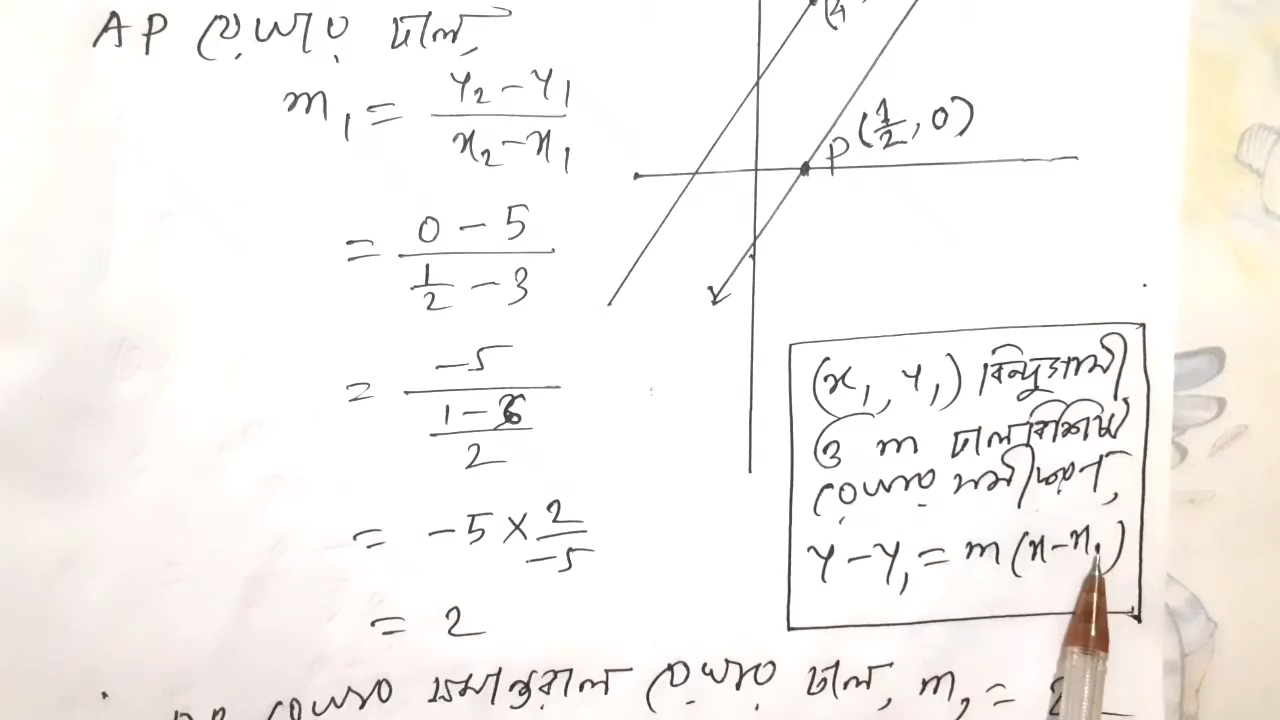 AP রেখার ঢাল,
m₁ = (y₂ − y₁)/(x₂ − x₁)
= (0 − 5)/(1/2 − 3)
= −5/((1 − 6)/2)
= −5 × 2/−5
= 2
P(1/2, 0)
(4
(x₁, y₁) বিন্দুগামী
ও m ঢাল বিশিষ্ট
রেখার সমীকরণ,
y − y₁ = m(x − x₁)
রেখার সমান্তরাল রেখার ঢাল, m₂ =